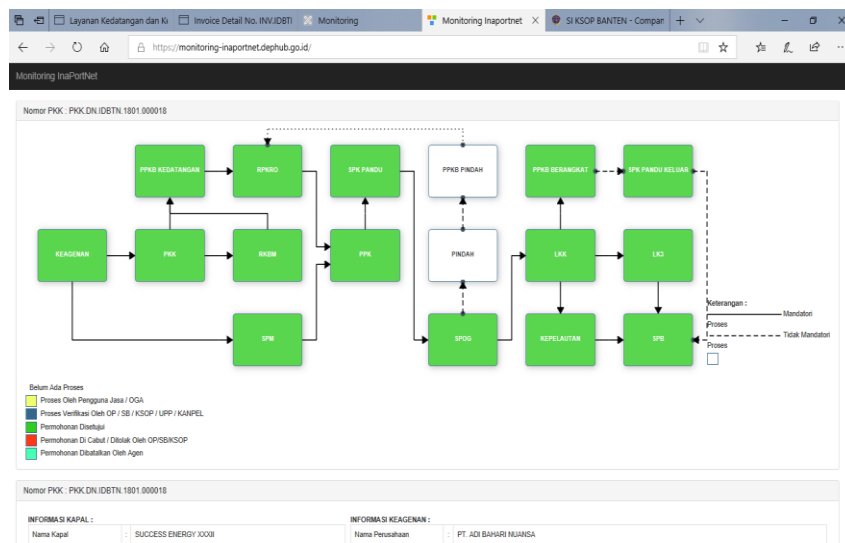 Layanan Kedatangan dan Ke
Invoice Detail No. INV.IDBTI
Monitoring
Monitoring Inaportnet
SI KSOP BANTEN - Compan
https://monitoring-inaportnet.dephub.go.id/
Monitoring InaPortNet
Nomor PKK : PKK.DN.IDBTN.1801.000018
PPKB KEDATANGAN
RPKRO
SPK PANDU
PPKB PINDAH
PPKB BERANGKAT
SPK PANDU KELUAR
KEAGENAN
PKK
RKBM
PPK
PINDAH
LKK
LK3
SPM
SPOG
KEPELAUTAN
SPB
Keterangan :
Mandatori
Proses
Tidak Mandatori
Proses
Belum Ada Proses
Proses Oleh Pengguna Jasa / OGA
Proses Verifikasi Oleh OP / SB / KSOP / UPP / KANPEL
Permohonan Disetujui
Permohonan Di Cabut / Ditolak Oleh OP/SB/KSOP
Permohonan Dibatalkan Oleh Agen
Nomor PKK : PKK.DN.IDBTN.1801.000018
INFORMASI KAPAL : INFORMASI KEAGENAN :
Nama Kapal : SUCCESS ENERGY XXXII Nama Perusahaan : PT. ADI BAHARI NUANSA